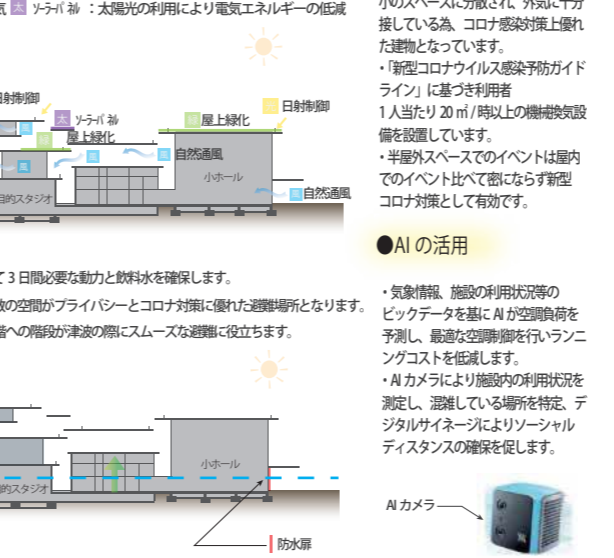 気 太 ソーラーパネル：太陽光の利用により電気エネルギーの低減
日射制御
太 ソーラーパネル
風
緑 屋上緑化
風
風
風 自然通風
緑 屋上緑化
日射制御
小ホール
風 自然通風
目的スタジオ
て3日間必要な動力と飲料水を確保します。
数の空間がプライバシーとコロナ対策に優れた避難場所となります。
階への階段が津波の際にスムーズな避難に役立ちます。
小ホール
的スタジオ
防水扉
小のスペースに分散され、外気に十分
接している為、コロナ感染対策上優れ
た建物となっています。
・「新型コロナウイルス感染予防ガイド
ライン」に基づき利用者
1人当たり20㎥/時以上の機械換気設
備を設置しています。
・半屋外スペースでのイベントは屋内
でのイベント比べて密にならず新型
コロナ対策として有効です。
●AIの活用
・気象情報、施設の利用状況等の
ビックデータを基にAIが空調負荷を
予測し、最適な空調制御を行いランニ
ングコストを低減します。
・AIカメラにより施設内の利用状況を
測定し、混雑している場所を特定、デ
ジタルサイネージによりソーシャル
ディスタンスの確保を促します。
AIカメラ